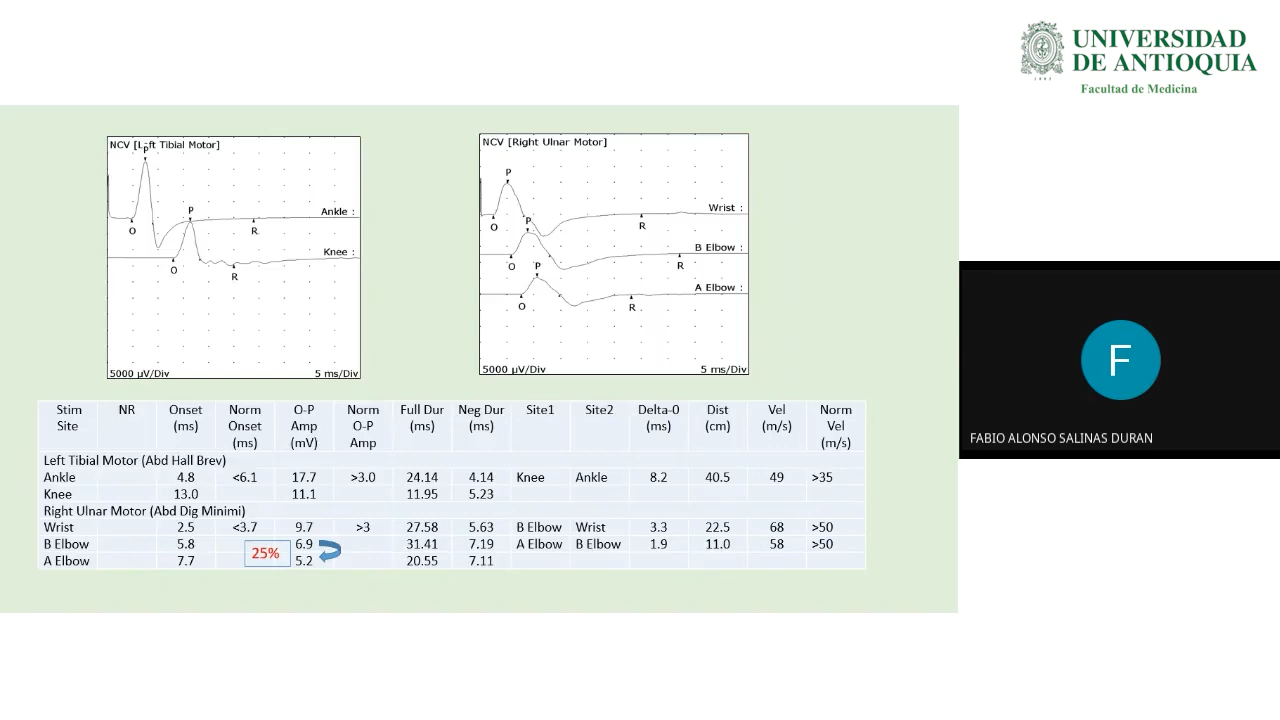 UNIVERSIDAD
DE ANTIOQUIA
1803
Facultad de Medicina
NCV [Left Tibial Motor]
P
P
Ankle :
O
R
Knee :
O
R
5000 µV/Div 5 ms/Div
NCV [Right Ulnar Motor]
P
Wrist :
P
O
R
B Elbow :
P
O
R
A Elbow :
O
R
5000 µV/Div 5 ms/Div
Stim Site NR Onset (ms) Norm Onset (ms) O-P Amp (mV) Norm O-P Amp Full Dur (ms) Neg Dur (ms) Site1 Site2 Delta-0 (ms) Dist (cm) Vel (m/s) Norm Vel (m/s)
Left Tibial Motor (Abd Hall Brev)
Ankle 4.8 <6.1 17.7 >3.0 24.14 4.14 Knee Ankle 8.2 40.5 49 >35
Knee 13.0 11.1 11.95 5.23
Right Ulnar Motor (Abd Dig Minimi)
Wrist 2.5 <3.7 9.7 >3 27.58 5.63 B Elbow Wrist 3.3 22.5 68 >50
B Elbow 5.8 6.9 31.41 7.19 A Elbow B Elbow 1.9 11.0 58 >50
25%
A Elbow 7.7 5.2 20.55 7.11
F
FABIO ALONSO SALINAS DURAN